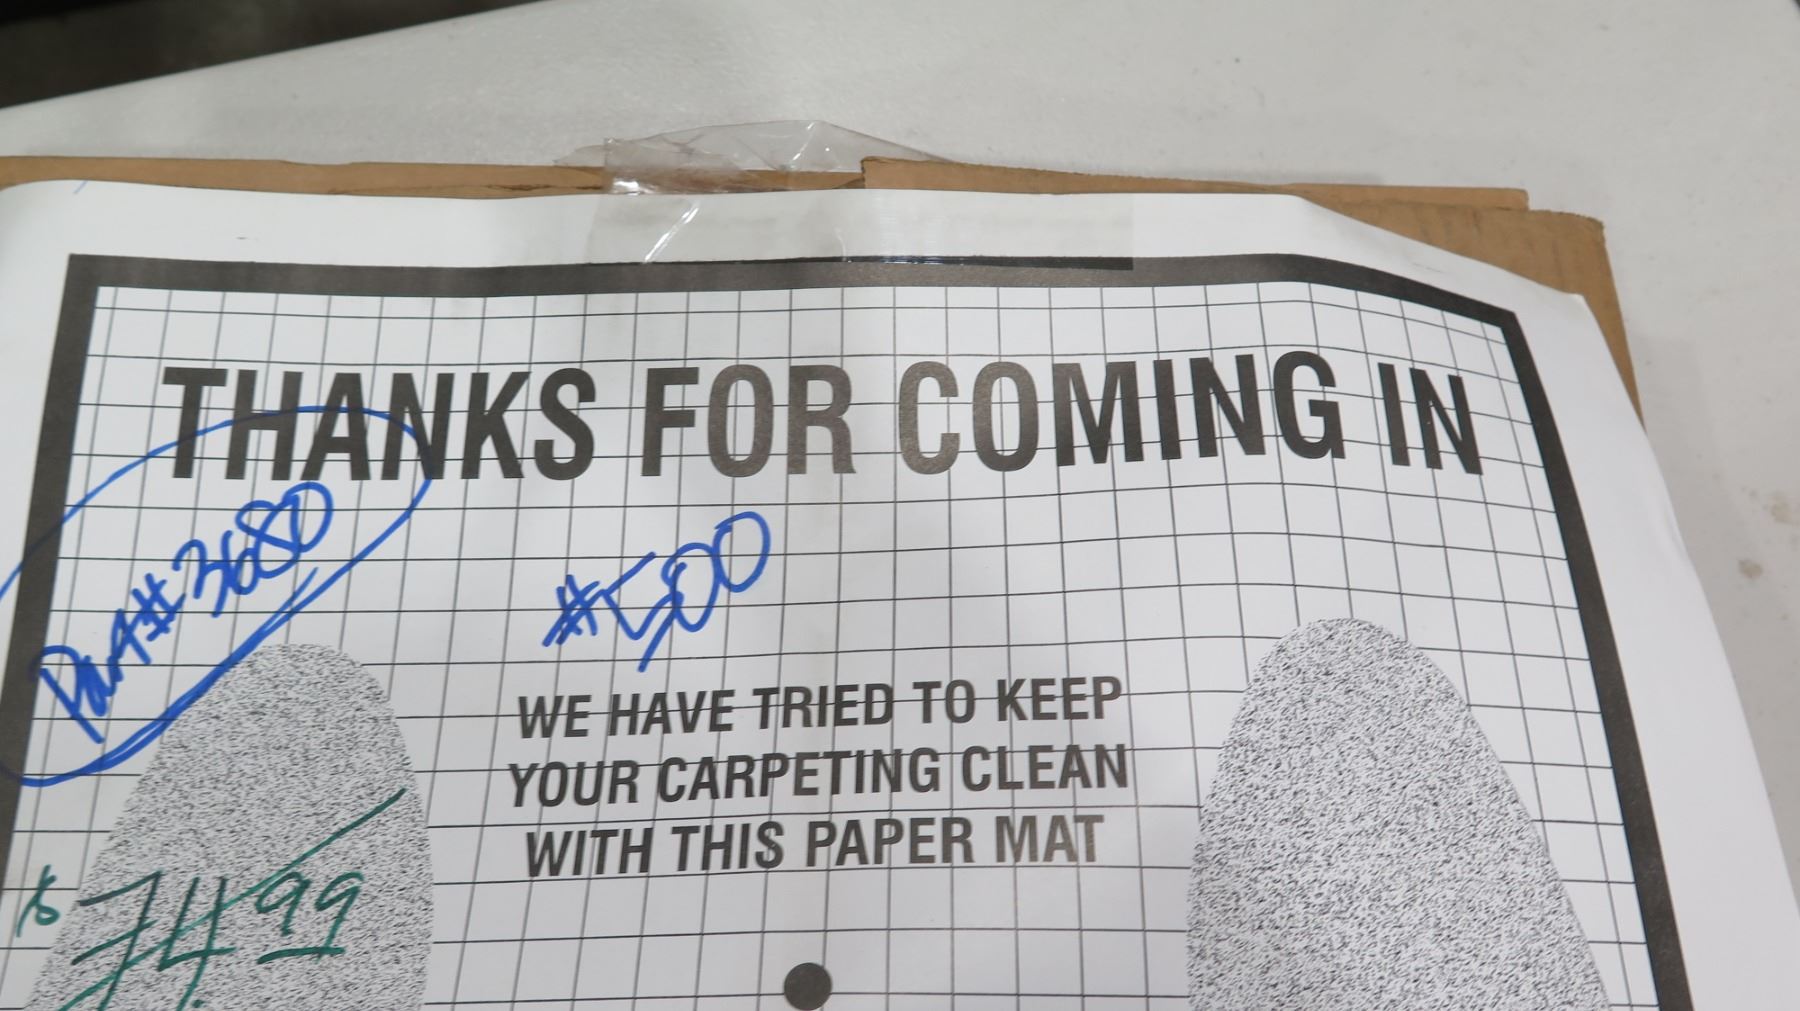 THANKS FOR COMING IN
Part# 3680
#500
WE HAVE TRIED TO KEEP
YOUR CARPETING CLEAN
WITH THIS PAPER MAT
$74.99